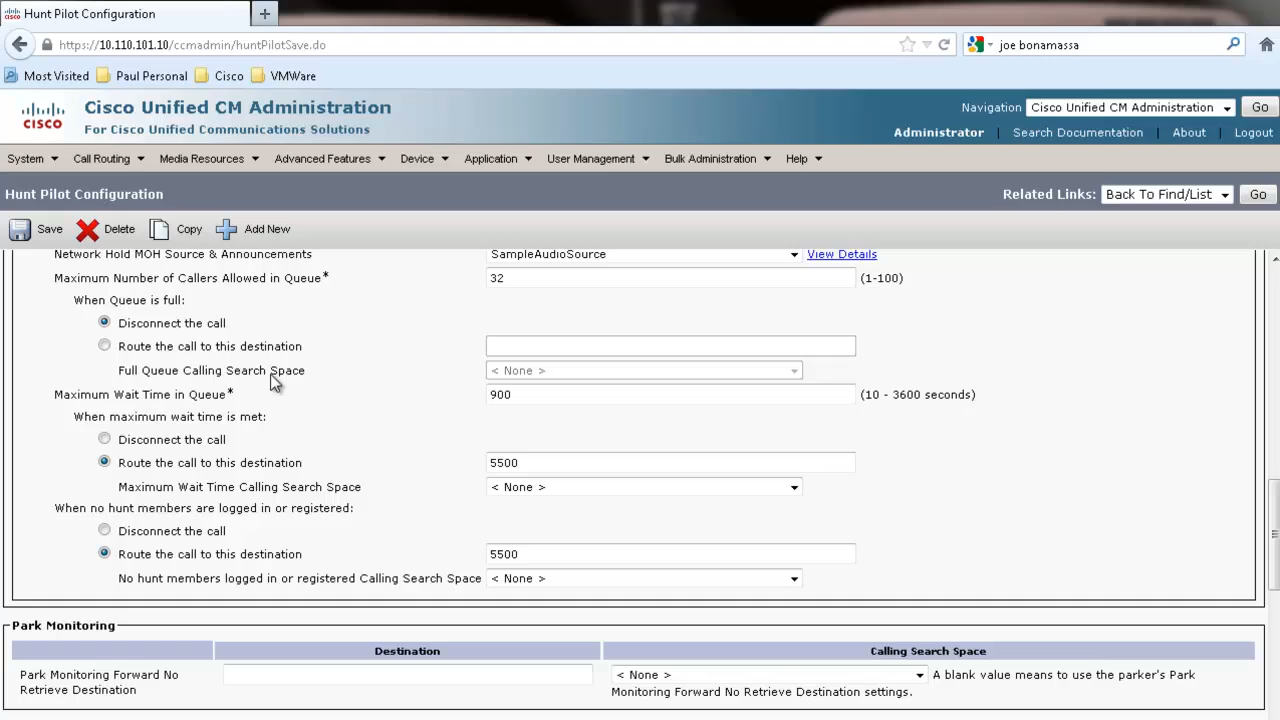 Hunt Pilot Configuration
https://10.110.101.10/ccmadmin/huntPilotSave.do
joe bonamassa
Most Visited Paul Personal Cisco VMWare
CISCO
Cisco Unified CM Administration
For Cisco Unified Communications Solutions
Navigation Cisco Unified CM Administration Go
Administrator Search Documentation About Logout
System Call Routing Media Resources Advanced Features Device Application User Management Bulk Administration Help
Hunt Pilot Configuration
Related Links: Back To Find/List Go
Save Delete Copy Add New
Network Hold MOH Source & Announcements SampleAudioSource View Details
Maximum Number of Callers Allowed in Queue* 32 (1-100)
When Queue is full:
Disconnect the call
Route the call to this destination
Full Queue Calling Search Space < None >
Maximum Wait Time in Queue* 900 (10 - 3600 seconds)
When maximum wait time is met:
Disconnect the call
Route the call to this destination 5500
Maximum Wait Time Calling Search Space < None >
When no hunt members are logged in or registered:
Disconnect the call
Route the call to this destination 5500
No hunt members logged in or registered Calling Search Space < None >
Park Monitoring
Destination Calling Search Space
Park Monitoring Forward No Retrieve Destination < None > A blank value means to use the parker's Park Monitoring Forward No Retrieve Destination settings.